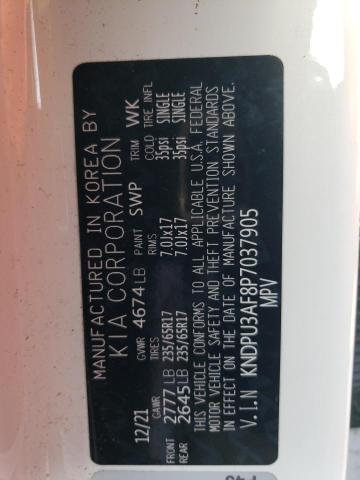 MANUFACTURED IN KOREA BY
KIA CORPORATION
12/21 GVWR 4674LB PAINT SWP TRIM WK
GAWR TIRES RIMS COLD TIRE INFL
FRONT 2777LB 235/65R17 7.0JX17 35psi SINGLE
REAR 2645LB 235/65R17 7.0JX17 35psi SINGLE
THIS VEHICLE CONFORMS TO ALL APPLICABLE U.S.A. FEDERAL
MOTOR VEHICLE SAFETY AND THEFT PREVENTION STANDARDS
IN EFFECT ON THE DATE OF MANUFACTURE SHOWN ABOVE.
V.I.N KNDPU3AF8P7037905
MPV